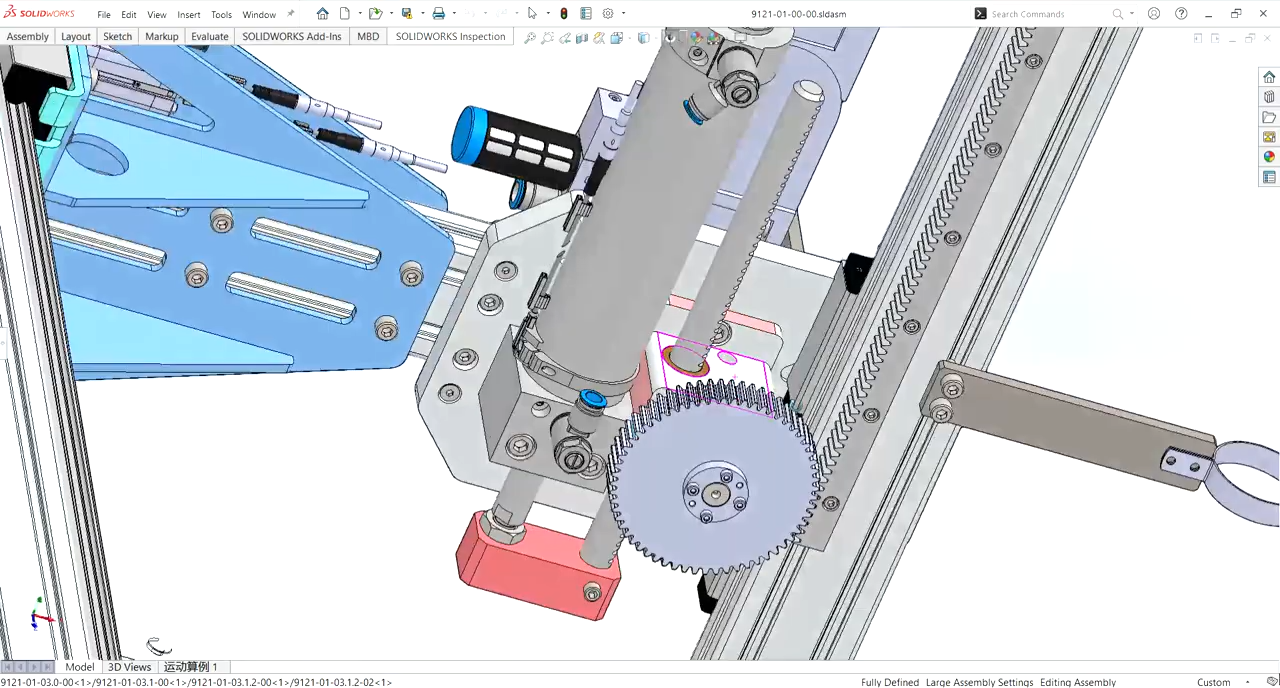 SOLIDWORKS File Edit View Insert Tools Window 9121-01-00-00.sldasm Search Commands
Assembly Layout Sketch Markup Evaluate SOLIDWORKS Add-Ins MBD SOLIDWORKS Inspection
Model 3D Views 运动算例 1
9121-01-03.0-00<1>/9121-01-03.1-00<1>/9121-01-03.1.2-00<1>/9121-01-03.1.2-02<1> Fully Defined Large Assembly Settings Editing Assembly Custom